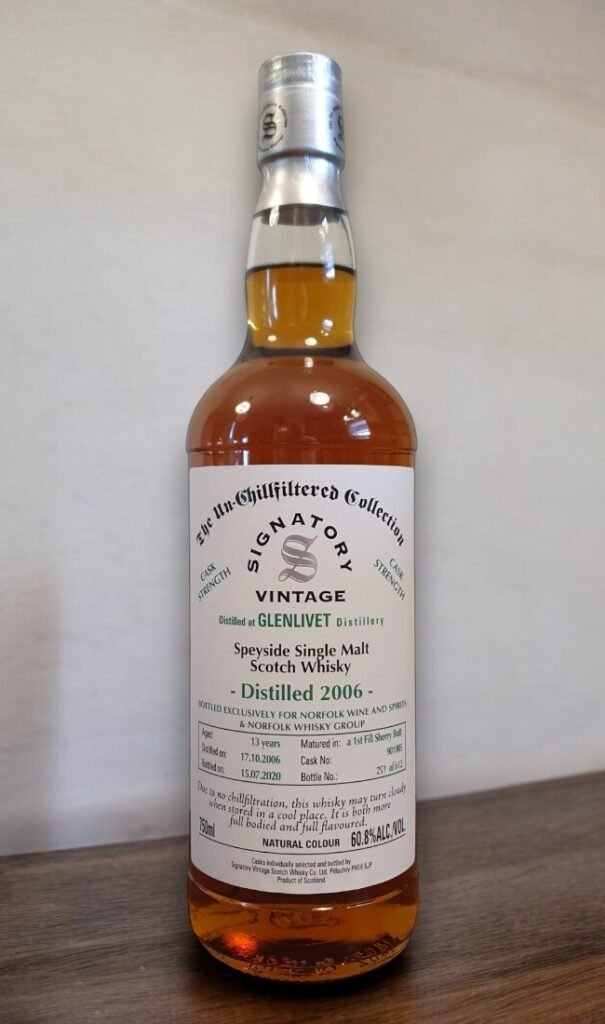 The Un-Chillfiltered Collection
SIGNATORY
S
VINTAGE
CASK STRENGTH
CASK STRENGTH
Distilled at GLENLIVET Distillery
Speyside Single Malt
Scotch Whisky
- Distilled 2006 -
BOTTLED EXCLUSIVELY FOR NORFOLK WINE AND SPIRITS
& NORFOLK WHISKY GROUP
Aged: 13 years Matured in: a 1st Fill Sherry Butt
Distilled on: 17.10.2006 Cask No: 901005
Bottled on: 15.07.2020 Bottle No.: 251 of 612
Due to no chillfiltration, this whisky may turn cloudy
when stored in a cool place. It is both more
full bodied and full flavoured.
750ml NATURAL COLOUR 60.8%ALC/VOL
Casks individually selected and bottled by
Signatory Vintage Scotch Whisky Co. Ltd. Pitlochry PH16 5JP
Product of Scotland